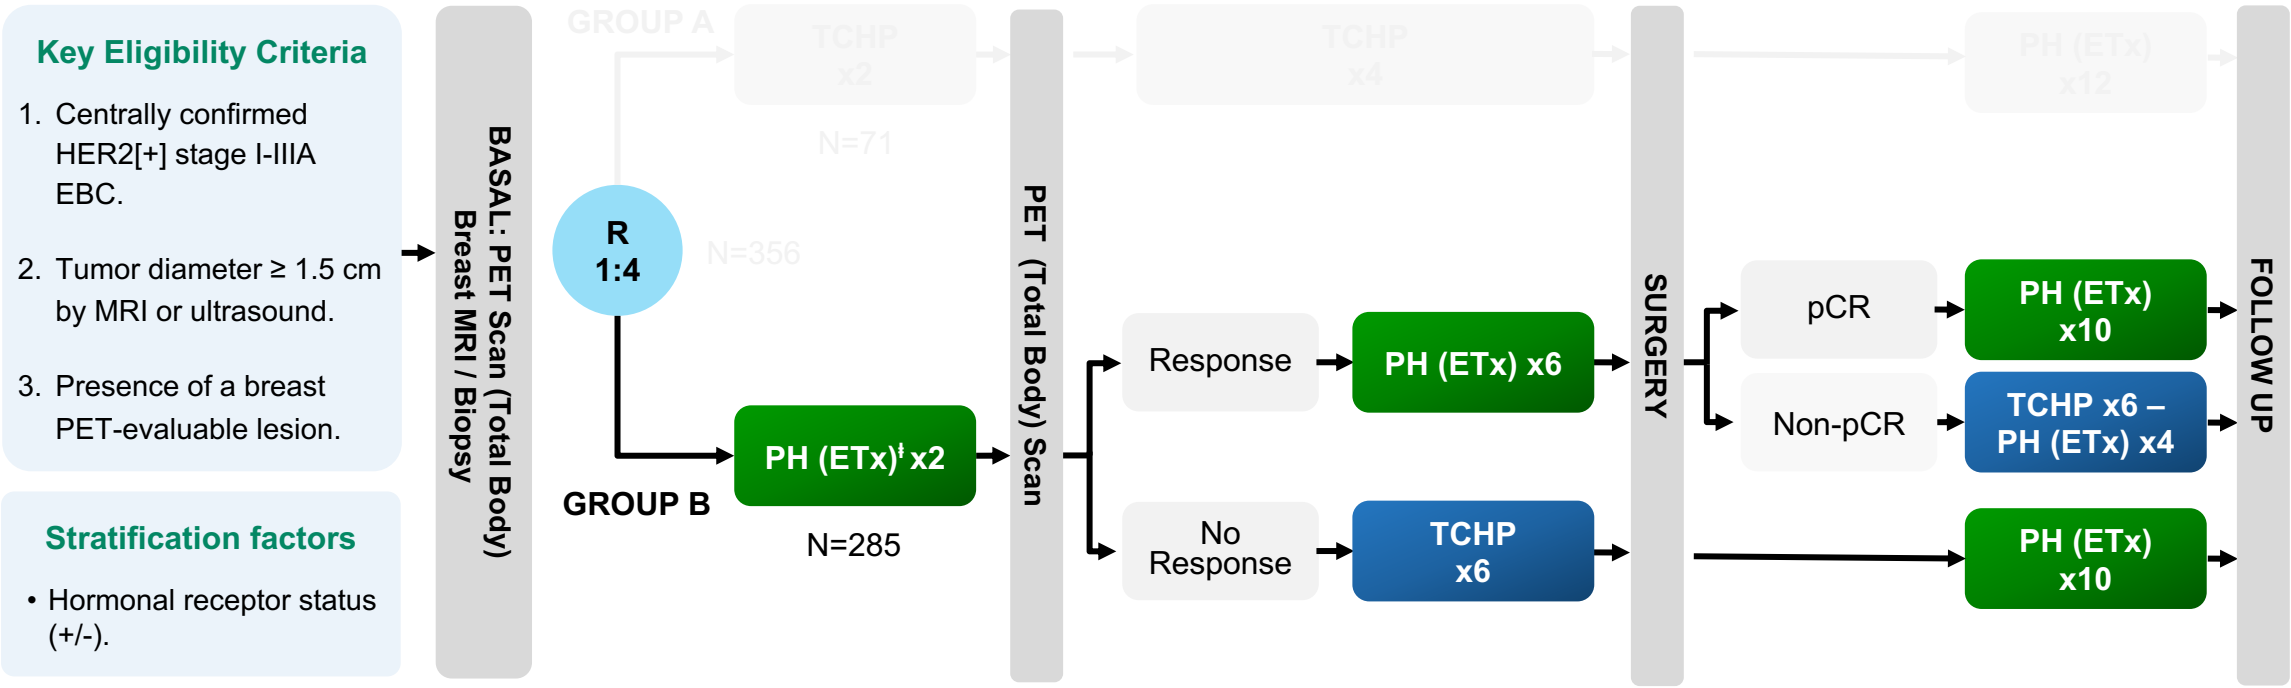 Key Eligibility Criteria
1. Centrally confirmed
HER2[+] stage I-IIIA
EBC.
2. Tumor diameter ≥ 1.5 cm
by MRI or ultrasound.
3. Presence of a breast
PET-evaluable lesion.
Stratification factors
• Hormonal receptor status
(+/-).
BASAL: PET Scan (Total Body)
Breast MRI / Biopsy
GROUP A
TCHP
x2
N=71
R
1:4
N=356
GROUP B
PH (ETx)ǂ x2
N=285
PET (Total Body) Scan
TCHP
x4
Response
PH (ETx) x6
No
Response
TCHP
x6
SURGERY
PH (ETx)
x12
pCR
PH (ETx)
x10
Non-pCR
TCHP x6 –
PH (ETx) x4
PH (ETx)
x10
FOLLOW UP